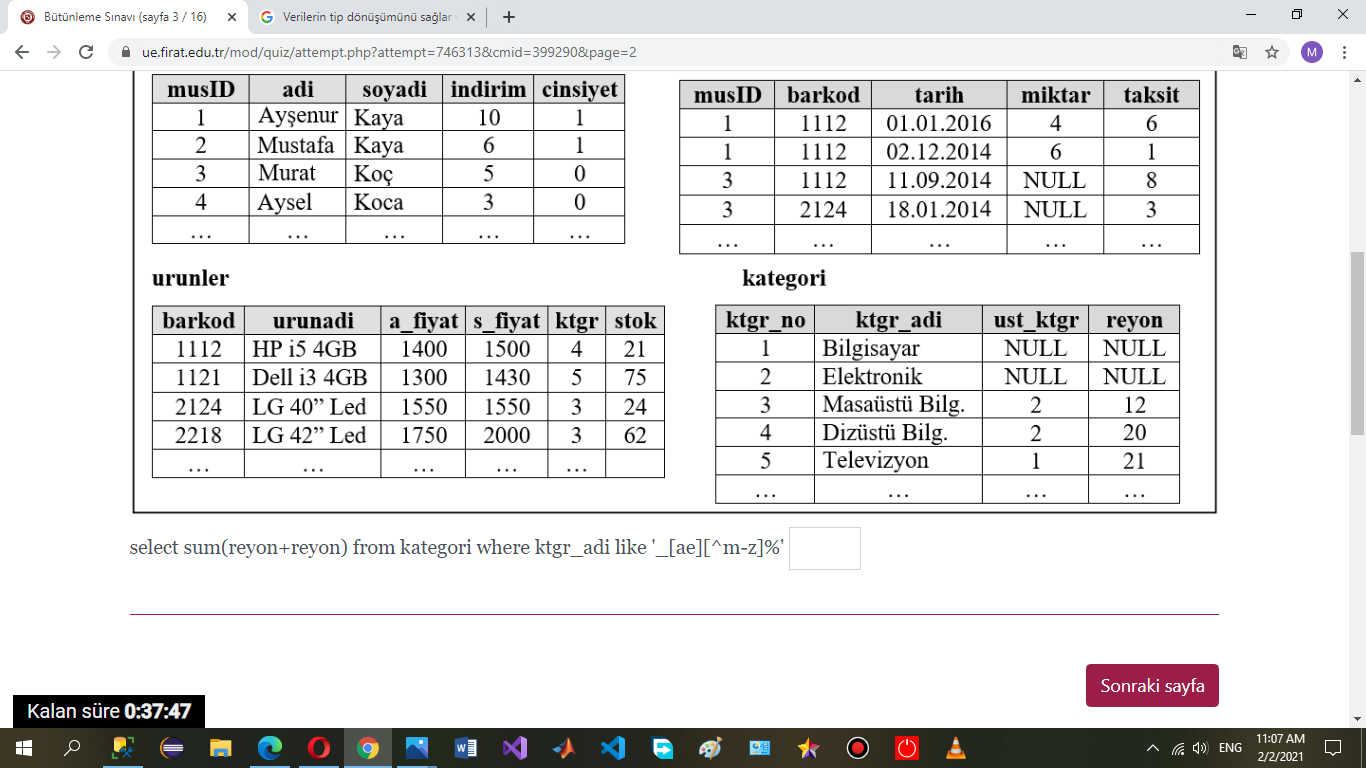 Bütünleme Sınavı (sayfa 3 / 16)
Verilerin tip dönüşümünü sağlar
ue.firat.edu.tr/mod/quiz/attempt.php?attempt=746313&cmid=399290&page=2
M
musID adi soyadi indirim cinsiyet
1 Ayşenur Kaya 10 1
2 Mustafa Kaya 6 1
3 Murat Koç 5 0
4 Aysel Koca 3 0
... ... ... ... ...
musID barkod tarih miktar taksit
1 1112 01.01.2016 4 6
1 1112 02.12.2014 6 1
3 1112 11.09.2014 NULL 8
3 2124 18.01.2014 NULL 3
... ... ... ... ...
urunler
barkod urunadi a_fiyat s_fiyat ktgr stok
1112 HP i5 4GB 1400 1500 4 21
1121 Dell i3 4GB 1300 1430 5 75
2124 LG 40” Led 1550 1550 3 24
2218 LG 42” Led 1750 2000 3 62
... ... ... ... ...
kategori
ktgr_no ktgr_adi ust_ktgr reyon
1 Bilgisayar NULL NULL
2 Elektronik NULL NULL
3 Masaüstü Bilg. 2 12
4 Dizüstü Bilg. 2 20
5 Televizyon 1 21
... ... ... ...
select sum(reyon+reyon) from kategori where ktgr_adi like '_[ae][^m-z]%'
Sonraki sayfa
Kalan süre 0:37:47
ENG
11:07 AM
2/2/2021